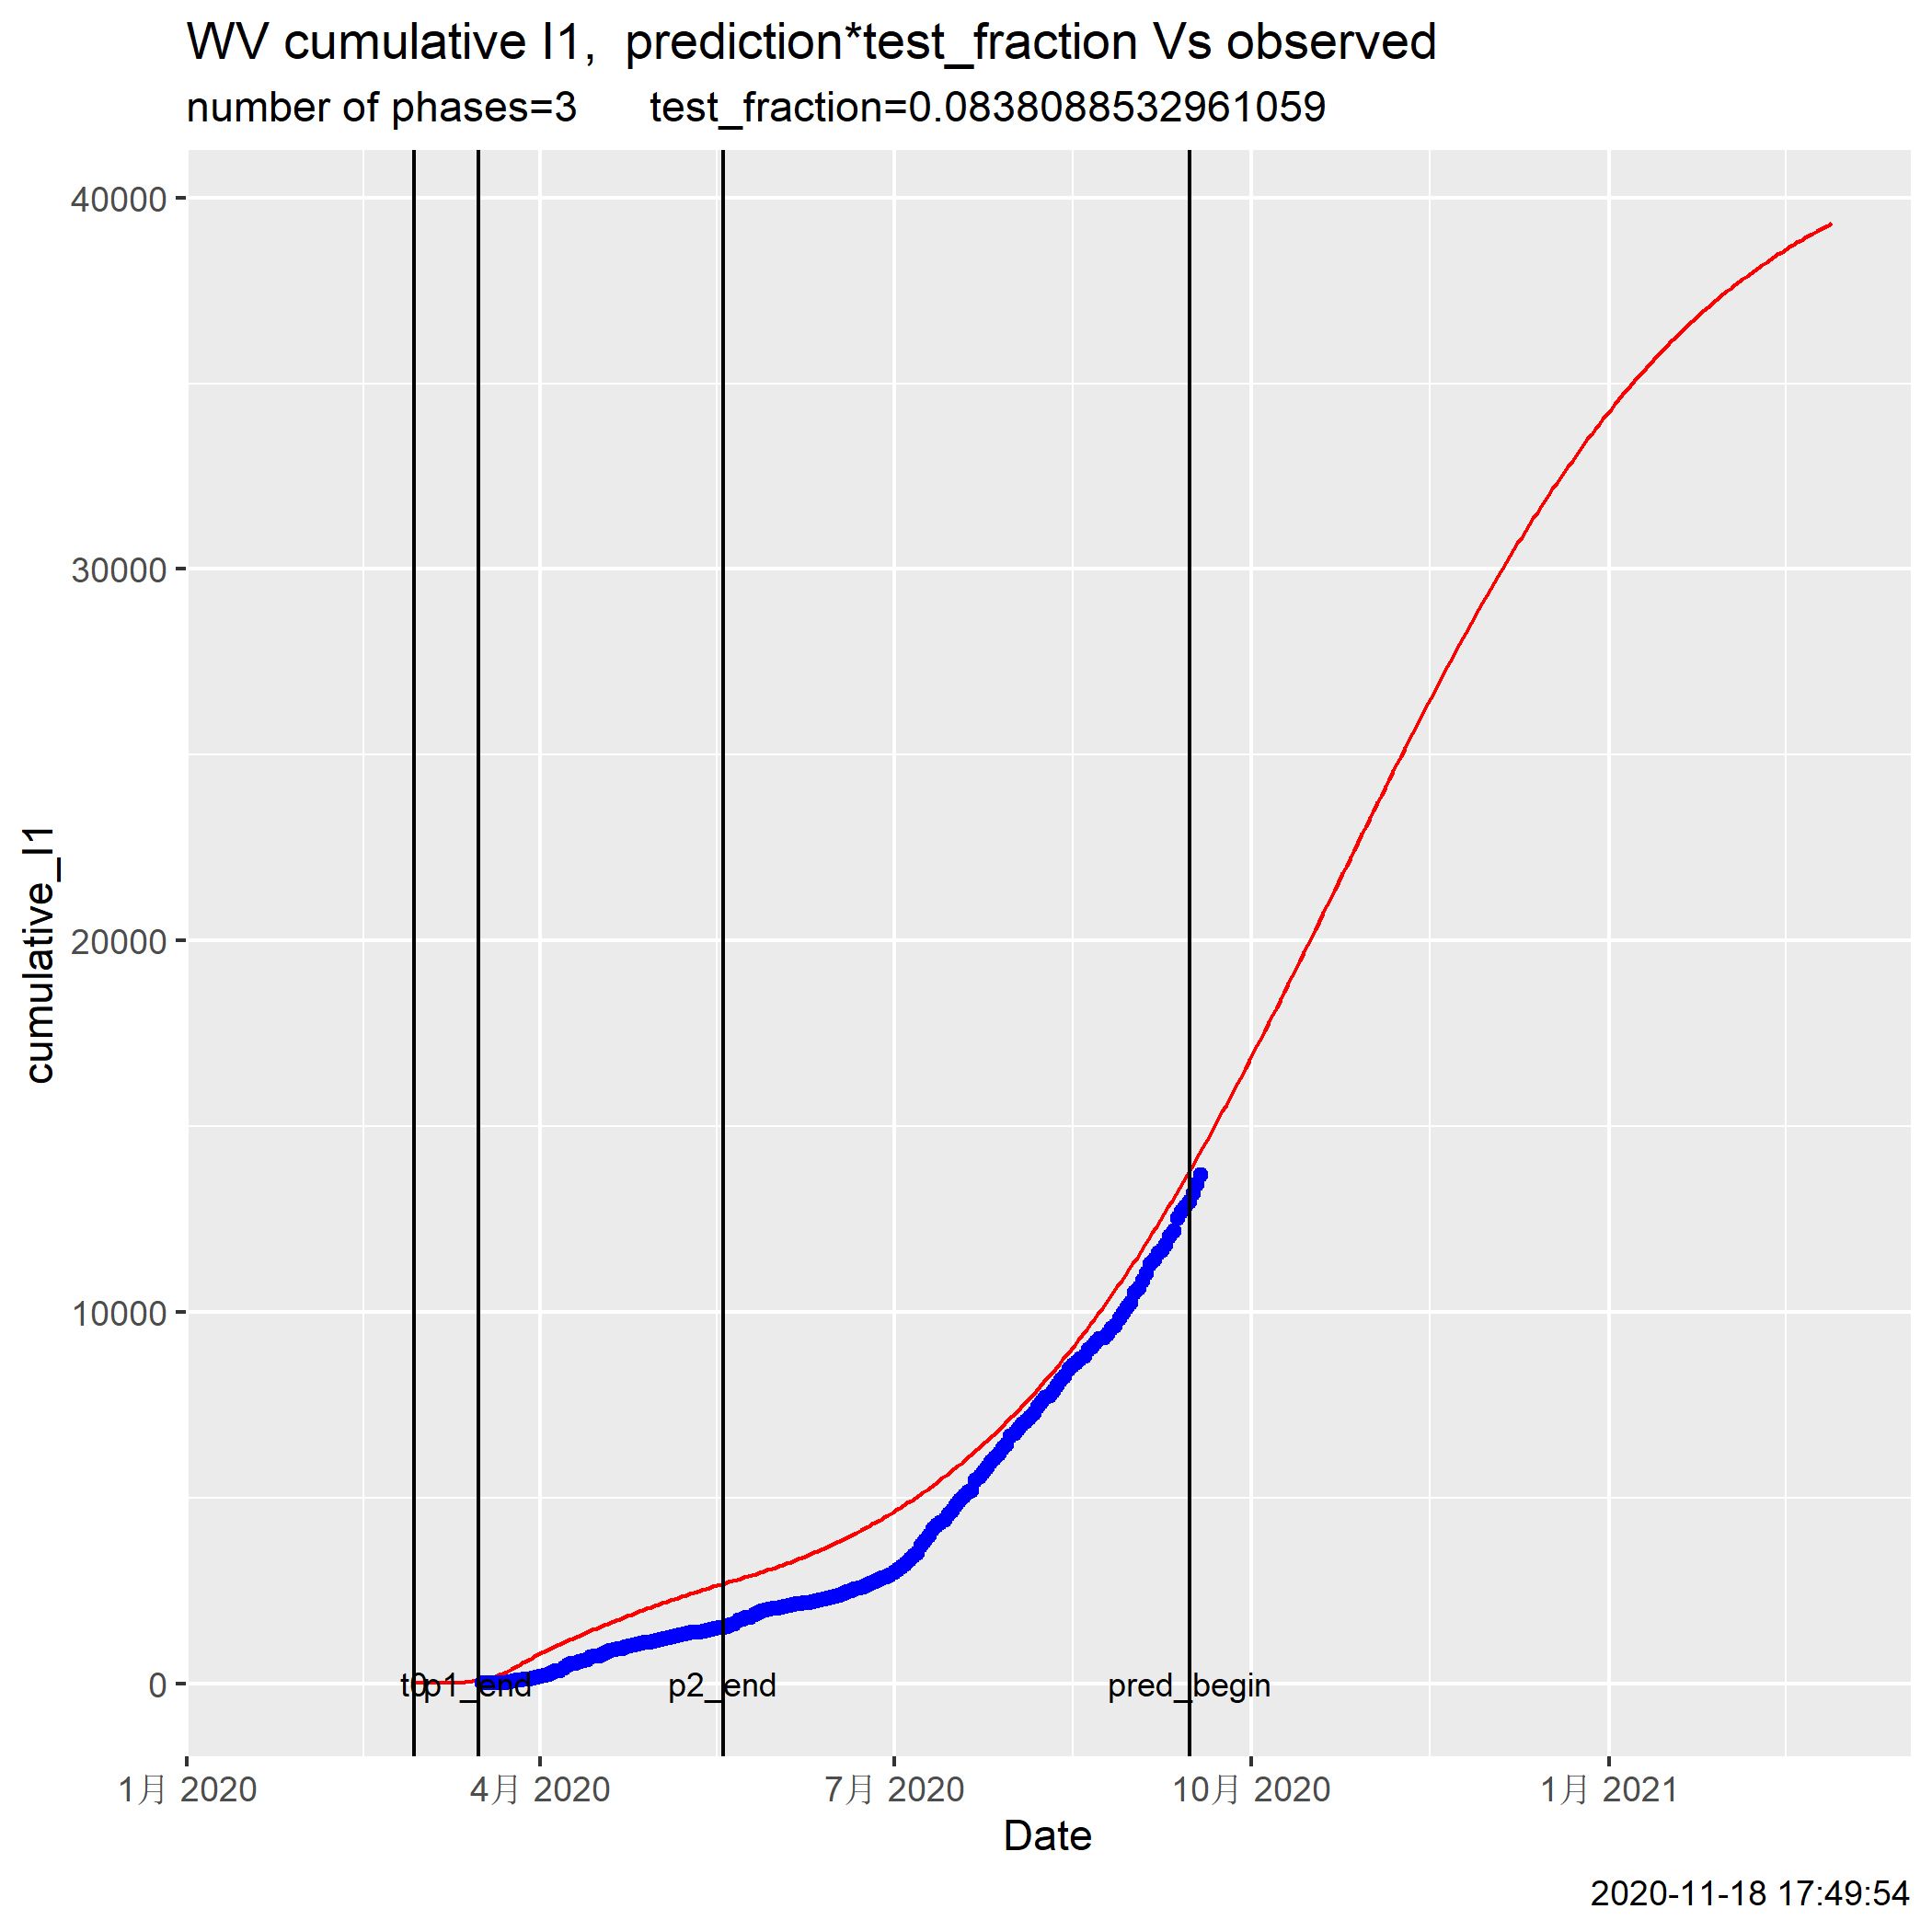 WV cumulative I1,  prediction*test_fraction Vs observed
number of phases=3      test_fraction=0.0838088532961059
cumulative_I1
40000
30000
20000
10000
0
t0 p1_end p2_end pred_begin
1月 2020 4月 2020 7月 2020 10月 2020 1月 2021
Date
2020-11-18 17:49:54